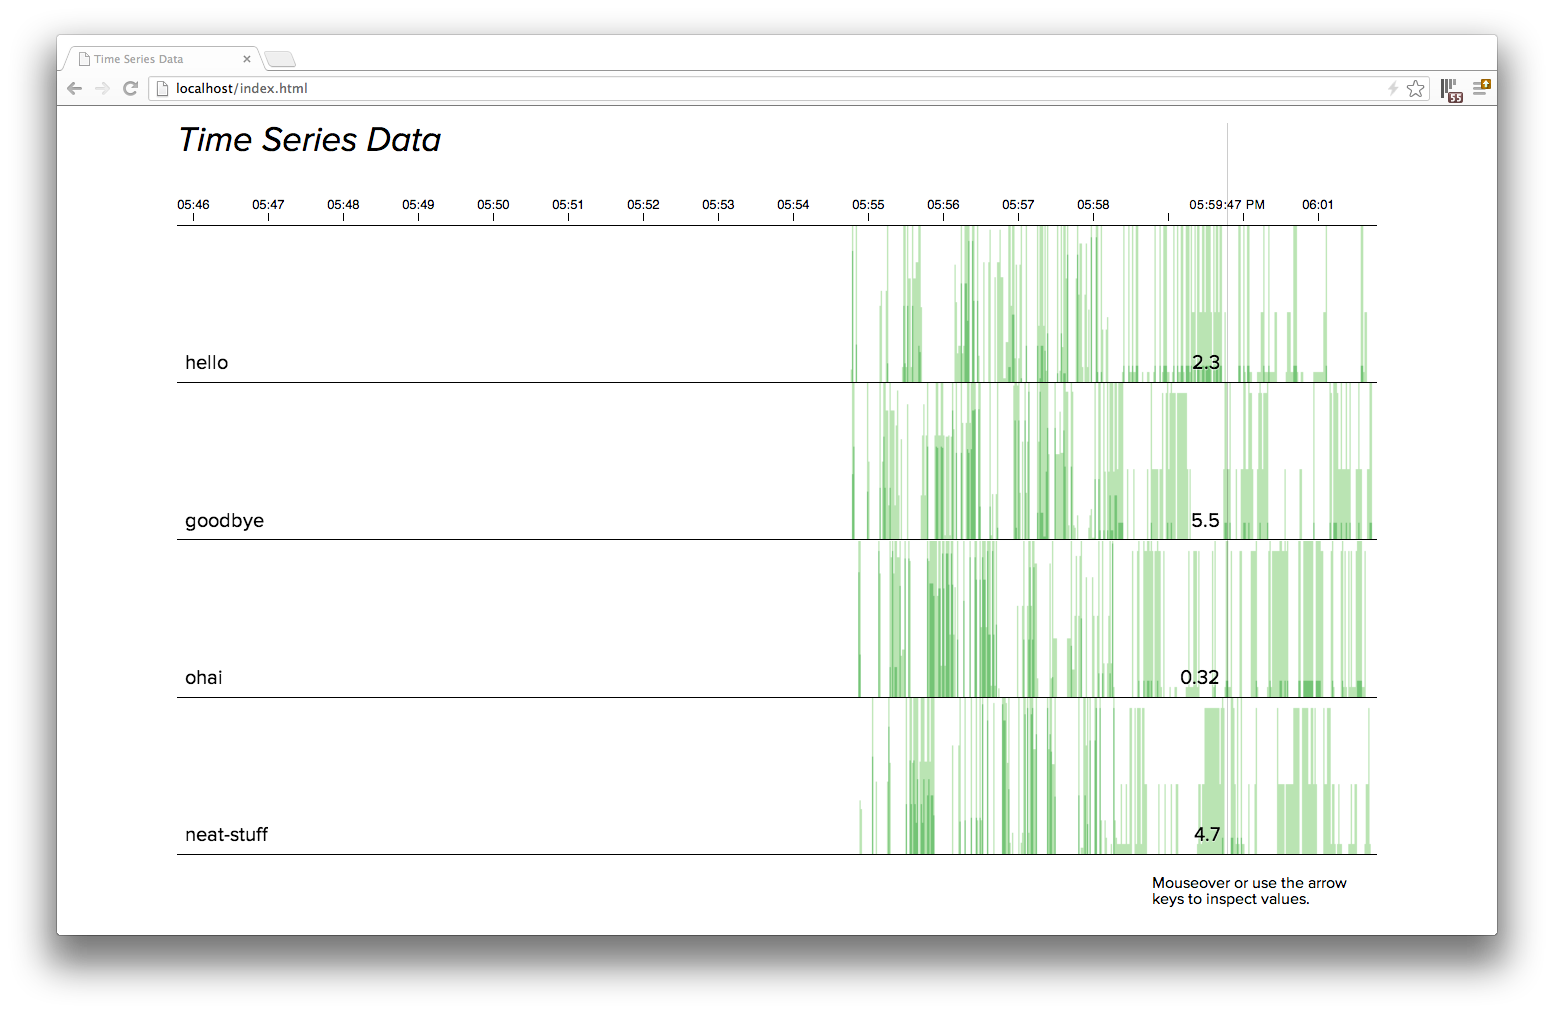 Time Series Data
localhost/index.html
55
Time Series Data
05:46 05:47 05:48 05:49 05:50 05:51 05:52 05:53 05:54 05:55 05:56 05:57 05:58 05:59:47 PM 06:01
hello 2.3
goodbye 5.5
ohai 0.32
neat-stuff 4.7
Mouseover or use the arrow
keys to inspect values.